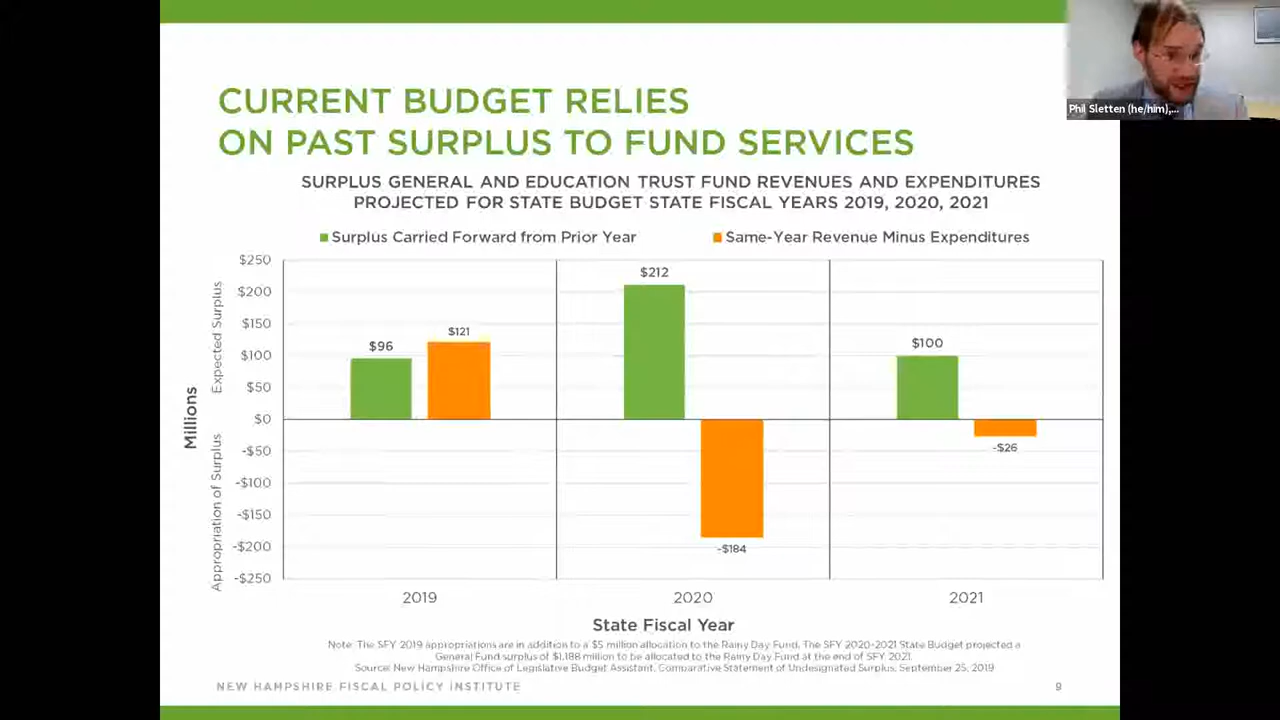 CURRENT BUDGET RELIES
ON PAST SURPLUS TO FUND SERVICES
SURPLUS GENERAL AND EDUCATION TRUST FUND REVENUES AND EXPENDITURES
PROJECTED FOR STATE BUDGET STATE FISCAL YEARS 2019, 2020, 2021
Surplus Carried Forward from Prior Year
Same-Year Revenue Minus Expenditures
Millions
Expected Surplus
Appropriation of Surplus
$250
$200
$150
$100
$50
$0
-$50
-$100
-$150
-$200
-$250
$96
$121
$212
-$184
$100
-$26
2019
2020
2021
State Fiscal Year
Note: The SFY 2019 appropriations are in addition to a $5 million allocation to the Rainy Day Fund. The SFY 2020-2021 State Budget projected a
General Fund surplus of $1.188 million to be allocated to the Rainy Day Fund at the end of SFY 2021.
Source: New Hampshire Office of Legislative Budget Assistant, Comparative Statement of Undesignated Surplus, September 25, 2019
NEW HAMPSHIRE FISCAL POLICY INSTITUTE
9
Phil Sletten (he/him),...